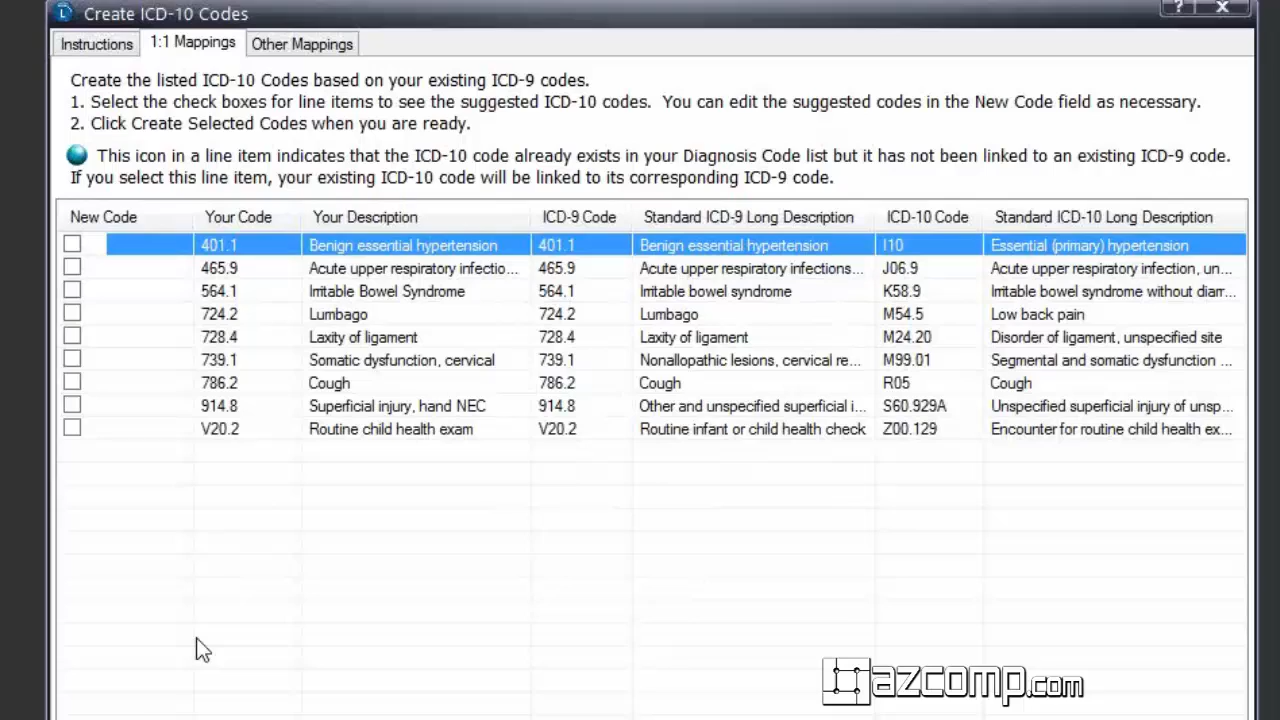 Create ICD-10 Codes
Instructions 1:1 Mappings Other Mappings
Create the listed ICD-10 Codes based on your existing ICD-9 codes.
1. Select the check boxes for line items to see the suggested ICD-10 codes. You can edit the suggested codes in the New Code field as necessary.
2. Click Create Selected Codes when you are ready.
This icon in a line item indicates that the ICD-10 code already exists in your Diagnosis Code list but it has not been linked to an existing ICD-9 code.
If you select this line item, your existing ICD-10 code will be linked to its corresponding ICD-9 code.
New Code Your Code Your Description ICD-9 Code Standard ICD-9 Long Description ICD-10 Code Standard ICD-10 Long Description
401.1 Benign essential hypertension 401.1 Benign essential hypertension I10 Essential (primary) hypertension
465.9 Acute upper respiratory infectio... 465.9 Acute upper respiratory infections... J06.9 Acute upper respiratory infection, un...
564.1 Irritable Bowel Syndrome 564.1 Irritable bowel syndrome K58.9 Irritable bowel syndrome without diarr...
724.2 Lumbago 724.2 Lumbago M54.5 Low back pain
728.4 Laxity of ligament 728.4 Laxity of ligament M24.20 Disorder of ligament, unspecified site
739.1 Somatic dysfunction, cervical 739.1 Nonallopathic lesions, cervical re... M99.01 Segmental and somatic dysfunction ...
786.2 Cough 786.2 Cough R05 Cough
914.8 Superficial injury, hand NEC 914.8 Other and unspecified superficial i... S60.929A Unspecified superficial injury of unsp...
V20.2 Routine child health exam V20.2 Routine infant or child health check Z00.129 Encounter for routine child health ex...
azcomp.com